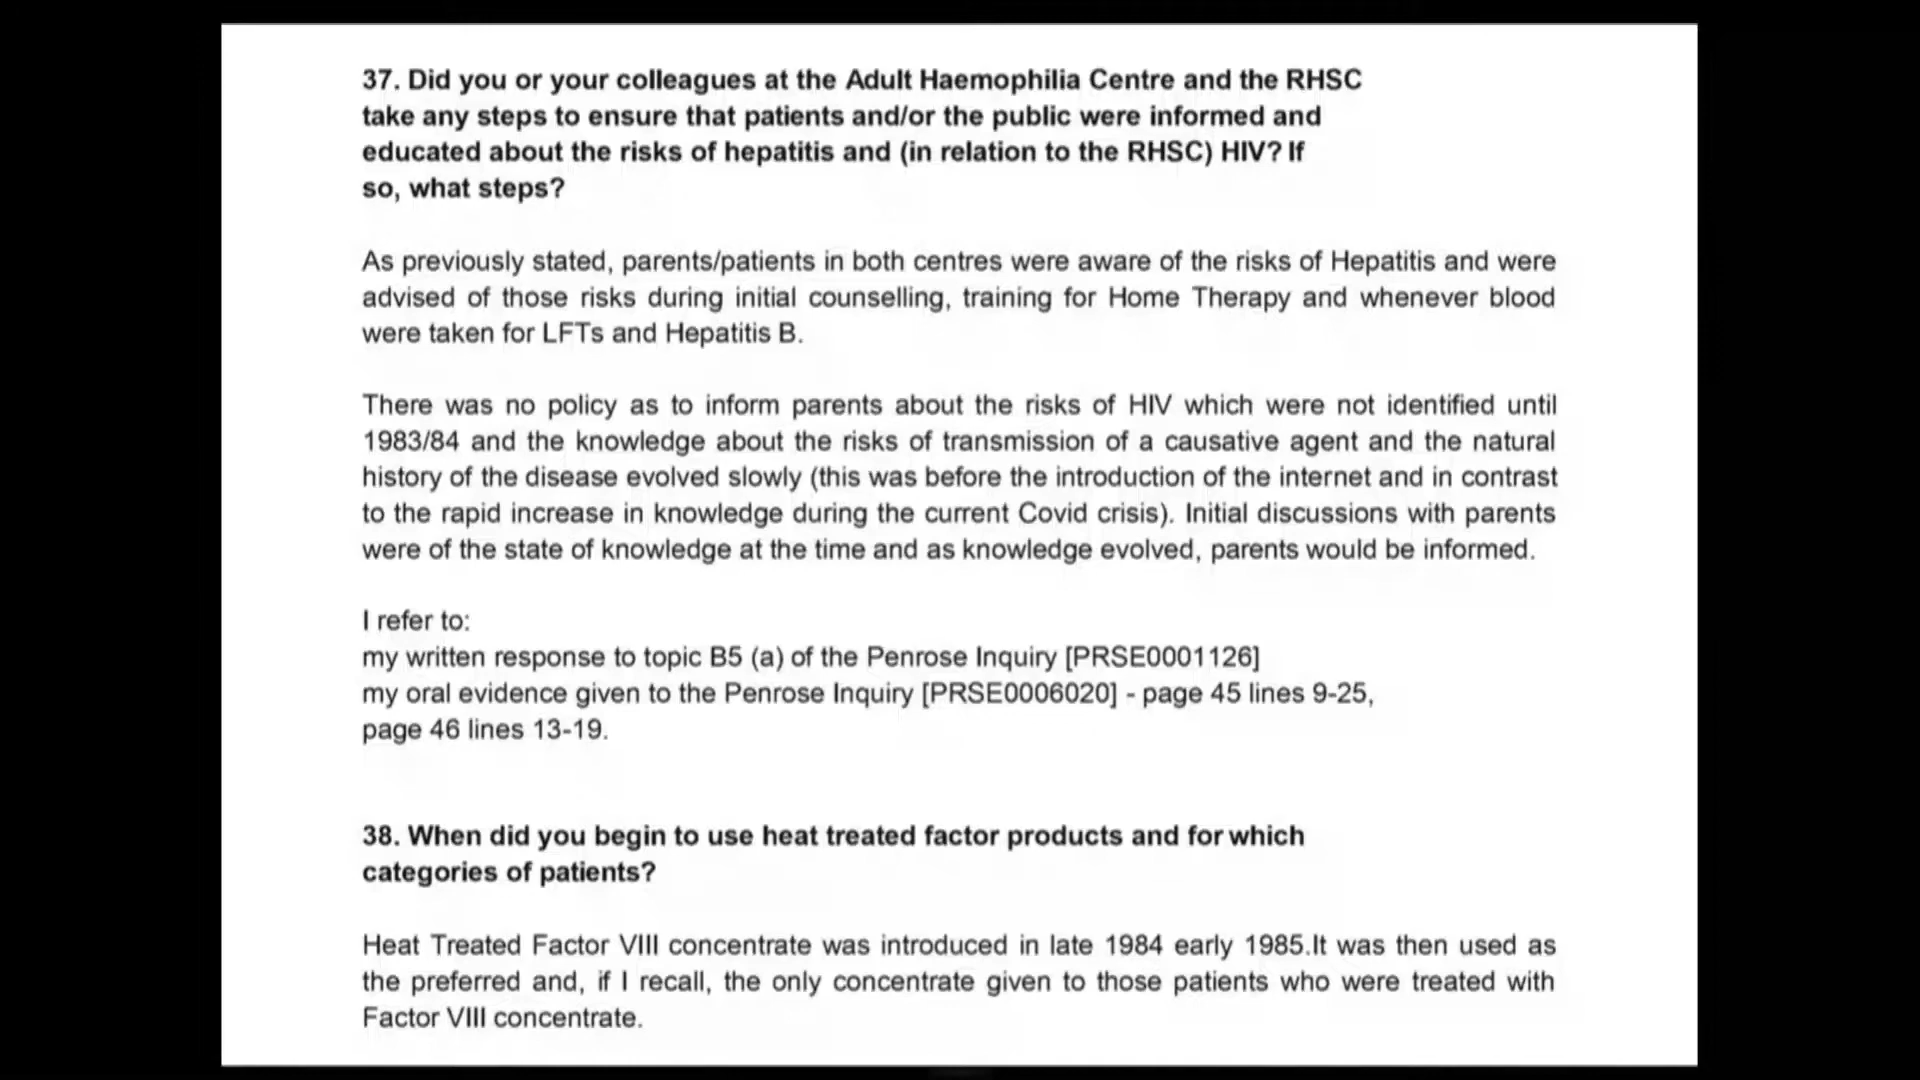 37. Did you or your colleagues at the Adult Haemophilia Centre and the RHSC
take any steps to ensure that patients and/or the public were informed and
educated about the risks of hepatitis and (in relation to the RHSC) HIV? If
so, what steps?
As previously stated, parents/patients in both centres were aware of the risks of Hepatitis and were
advised of those risks during initial counselling, training for Home Therapy and whenever blood
were taken for LFTs and Hepatitis B.
There was no policy as to inform parents about the risks of HIV which were not identified until
1983/84 and the knowledge about the risks of transmission of a causative agent and the natural
history of the disease evolved slowly (this was before the introduction of the internet and in contrast
to the rapid increase in knowledge during the current Covid crisis). Initial discussions with parents
were of the state of knowledge at the time and as knowledge evolved, parents would be informed.
I refer to:
my written response to topic B5 (a) of the Penrose Inquiry [PRSE0001126]
my oral evidence given to the Penrose Inquiry [PRSE0006020] - page 45 lines 9-25,
page 46 lines 13-19.
38. When did you begin to use heat treated factor products and for which
categories of patients?
Heat Treated Factor VIII concentrate was introduced in late 1984 early 1985.It was then used as
the preferred and, if I recall, the only concentrate given to those patients who were treated with
Factor VIII concentrate.